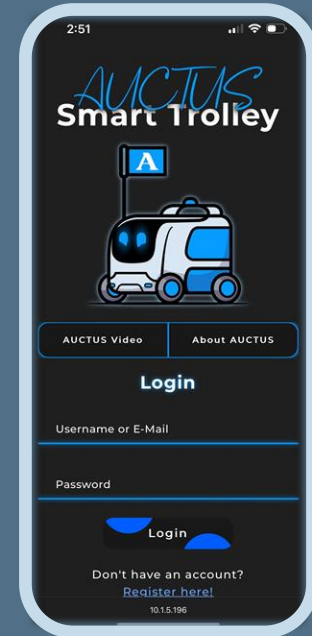 2:51
AUCTUS
Smart Trolley
A
AUCTUS Video About AUCTUS
Login
Username or E-Mail
Password
Login
Don't have an account?
Register here!
10.1.5.196